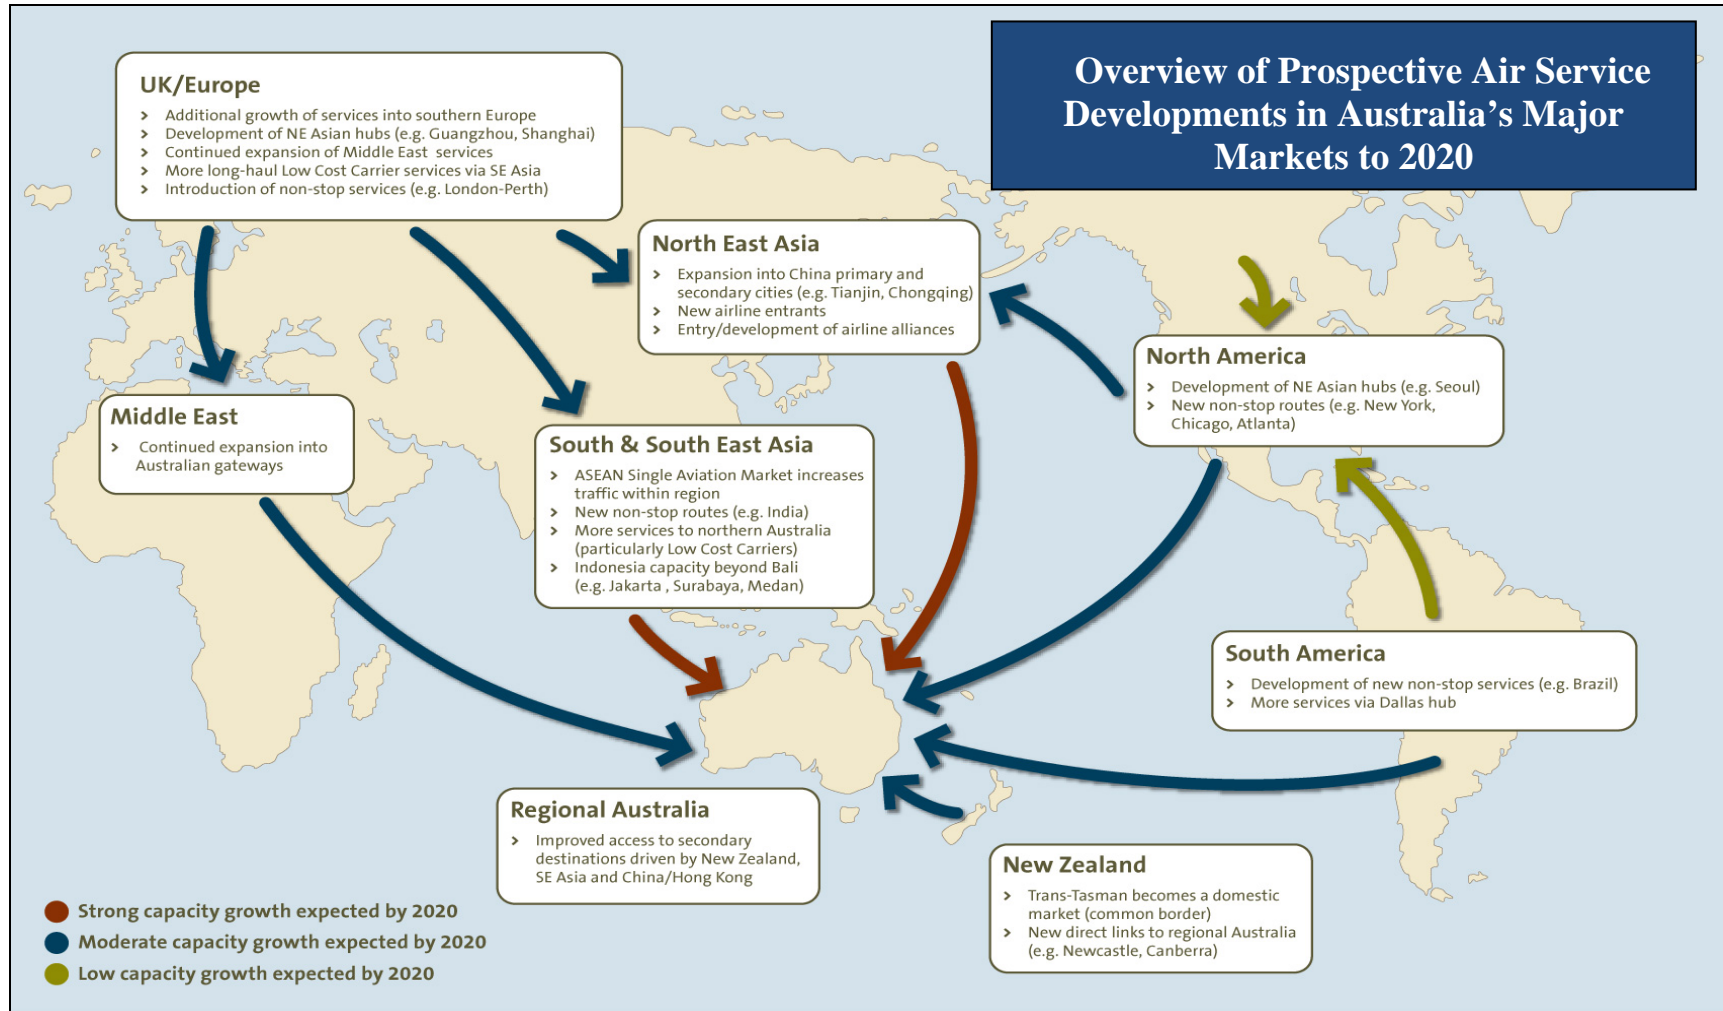 Overview of Prospective Air Service
Developments in Australia's Major
Markets to 2020
UK/Europe
> Additional growth of services into southern Europe
> Development of NE Asian hubs (e.g. Guangzhou, Shanghai)
> Continued expansion of Middle East services
> More long-haul Low Cost Carrier services via SE Asia
> Introduction of non-stop services (e.g. London-Perth)
North East Asia
> Expansion into China primary and
secondary cities (e.g. Tianjin, Chongqing)
> New airline entrants
> Entry/development of airline alliances
North America
> Development of NE Asian hubs (e.g. Seoul)
> New non-stop routes (e.g. New York,
Chicago, Atlanta)
Middle East
> Continued expansion into
Australian gateways
South & South East Asia
> ASEAN Single Aviation Market increases
traffic within region
> New non-stop routes (e.g. India)
> More services to northern Australia
(particularly Low Cost Carriers)
> Indonesia capacity beyond Bali
(e.g. Jakarta , Surabaya, Medan)
South America
> Development of new non-stop services (e.g. Brazil)
> More services via Dallas hub
Regional Australia
> Improved access to secondary
destinations driven by New Zealand,
SE Asia and China/Hong Kong
New Zealand
> Trans-Tasman becomes a domestic
market (common border)
> New direct links to regional Australia
(e.g. Newcastle, Canberra)
Strong capacity growth expected by 2020
Moderate capacity growth expected by 2020
Low capacity growth expected by 2020